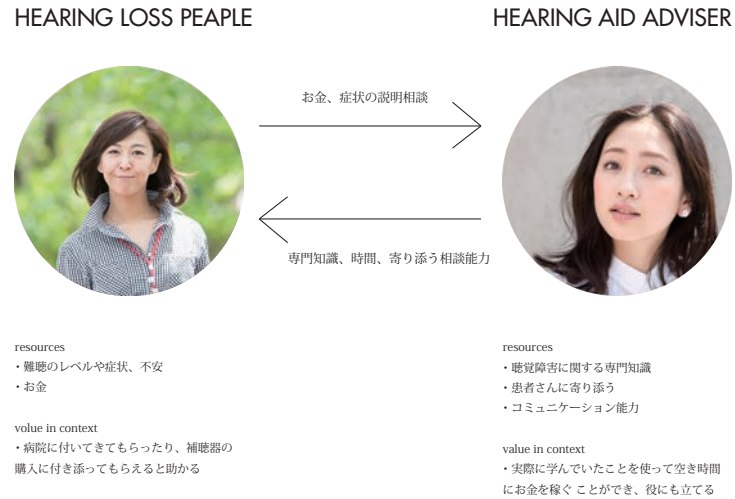 HEARING LOSS PEAPLE
HEARING AID ADVISER
お金、症状の説明相談
専門知識、時間、寄り添う相談能力
resources
・難聴のレベルや症状、不安
・お金
volue in context
・病院に付いてきてもらったり、補聴器の
購入に付き添ってもらえると助かる
resources
・聴覚障害に関する専門知識
・患者さんに寄り添う
・コミュニケーション能力
value in context
・実際に学んでいたことを使って空き時間
にお金を稼ぐ ことができ、役にも立てる